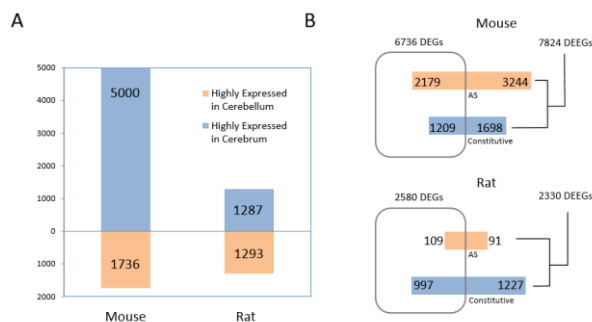 A
5000
4000
3000
2000
1000
0
1000
2000
5000
1736
1287
1293
Highly Expressed
in Cerebellum
Highly Expressed
in Cerebrum
Mouse
Rat
B
Mouse
6736 DEGs
7824 DEEGs
2179
3244
AS
1209
1698
Constitutive
Rat
2580 DEGs
2330 DEEGs
109
91
AS
997
1227
Constitutive